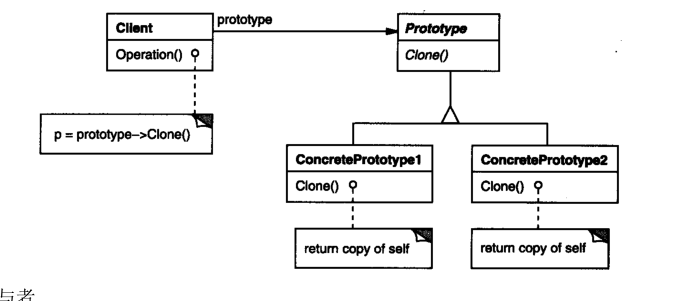 Client
prototype
Prototype
Operation()
Clone()
p = prototype->Clone()
ConcretePrototype1
ConcretePrototype2
Clone()
Clone()
return copy of self
return copy of self
与者